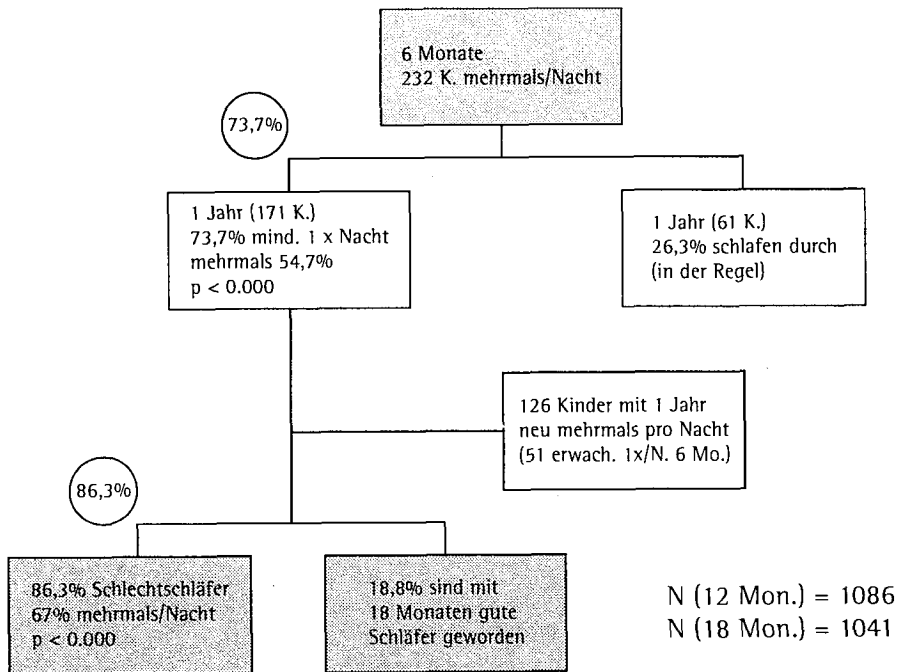 6 Monate
232 K. mehrmals/Nacht
73,7%
1 Jahr (171 K.)
73,7% mind. 1 x Nacht
mehrmals 54,7%
p < 0.000
1 Jahr (61 K.)
26,3% schlafen durch
(in der Regel)
126 Kinder mit 1 Jahr
neu mehrmals pro Nacht
(51 erwach. 1x/N. 6 Mo.)
86,3%
86,3% Schlechtschläfer
67% mehrmals/Nacht
p < 0.000
18,8% sind mit
18 Monaten gute
Schläfer geworden
N (12 Mon.) = 1086
N (18 Mon.) = 1041